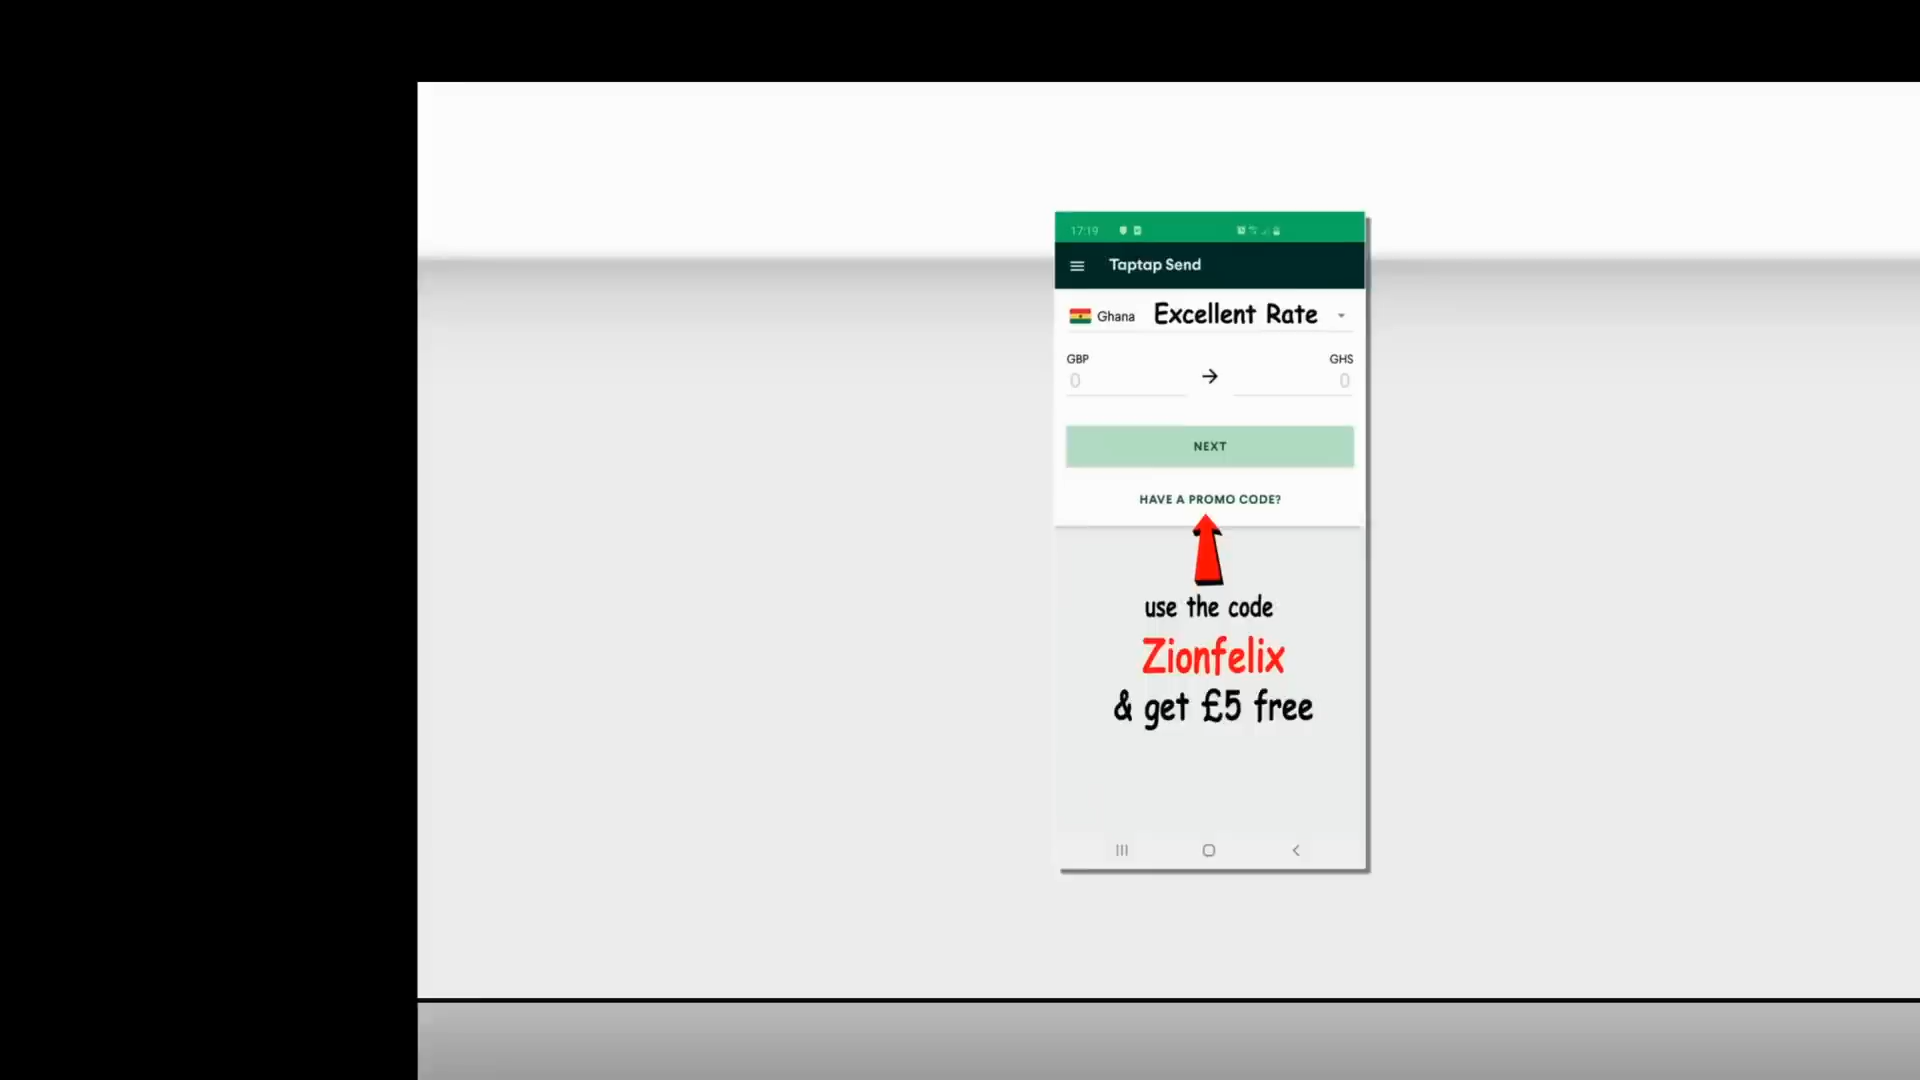 17:19
Taptap Send
Ghana Excellent Rate
GBP GHS
0 0
NEXT
HAVE A PROMO CODE?
use the code
Zionfelix
& get £5 free